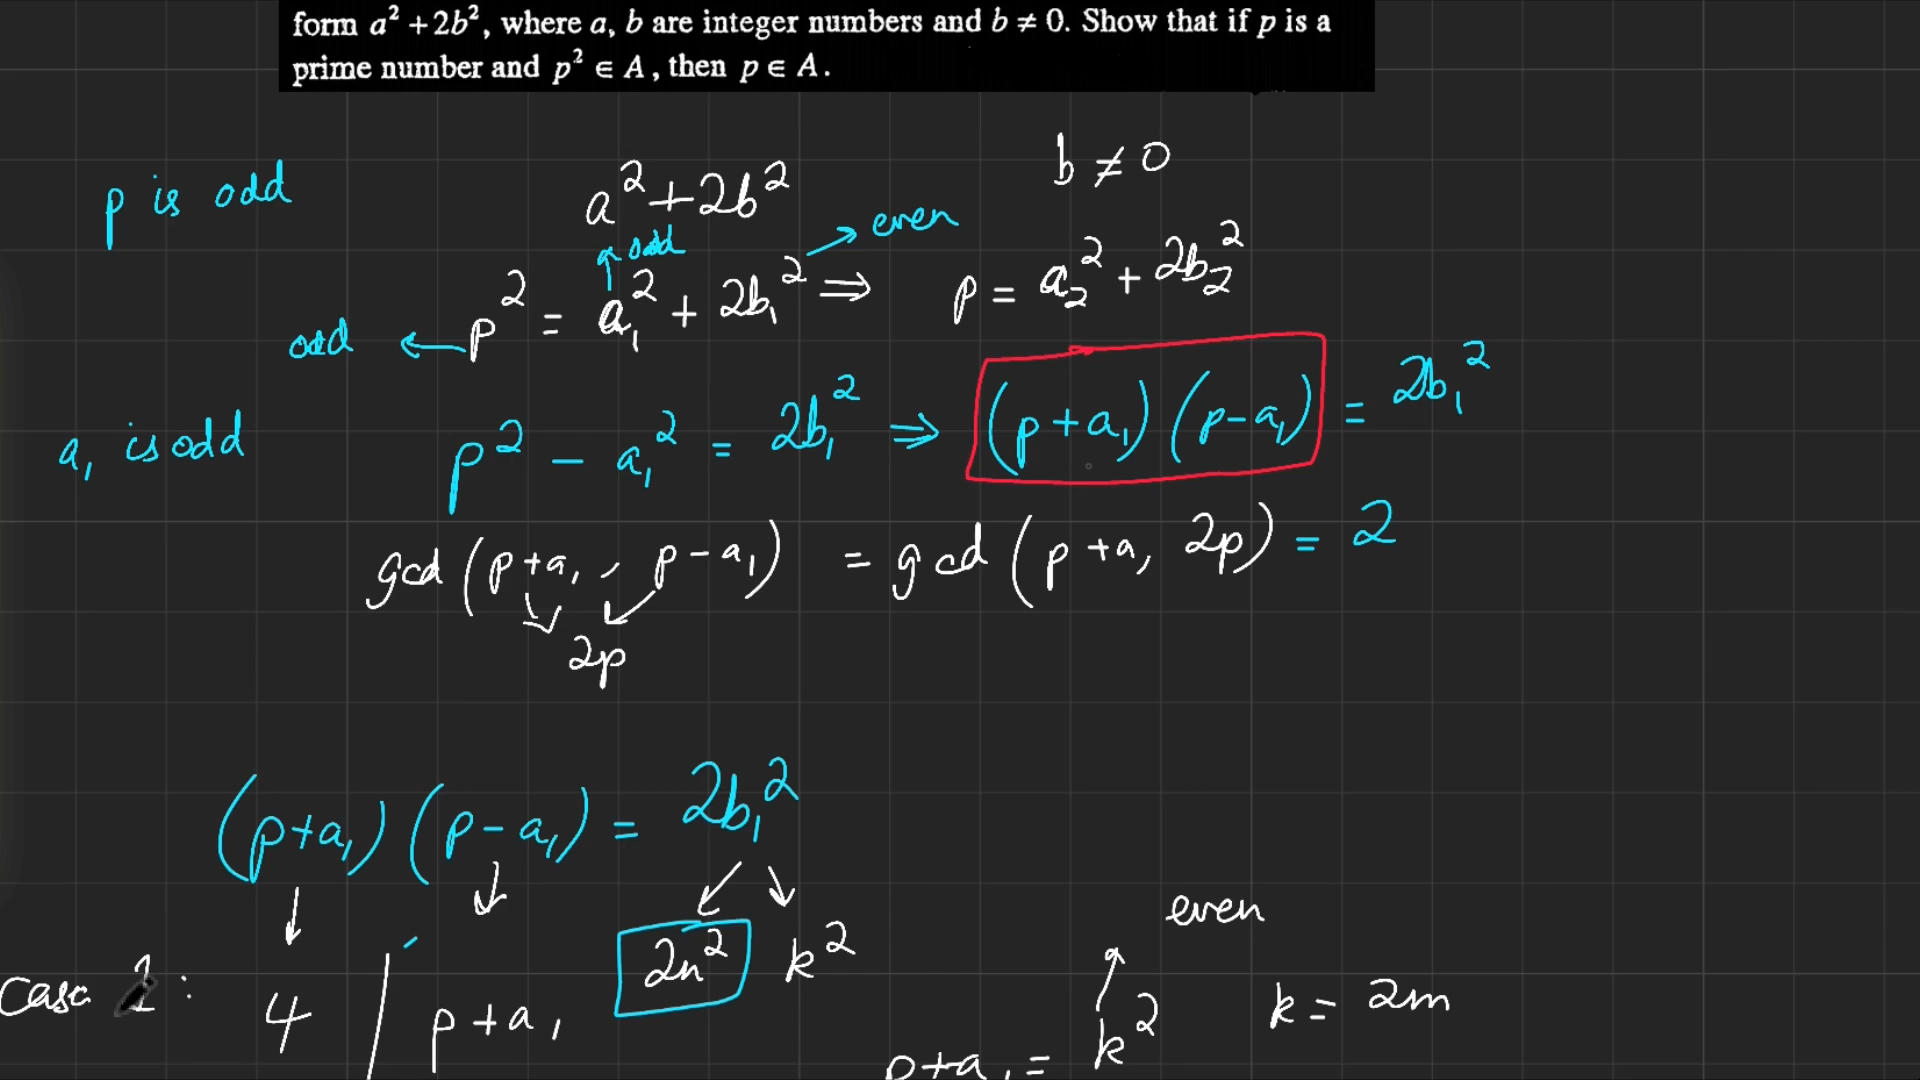 form a² + 2b², where a, b are integer numbers and b ≠ 0. Show that if p is a
prime number and p² ∈ A, then p ∈ A.
b ≠ 0
p is odd
a² + 2b²
odd
even
p² = a₁² + 2b₁² ⇒ p = a₂² + 2b₂²
odd ←
a₁ is odd
p² − a₁² = 2b₁² ⇒ (p+a₁)(p−a₁) = 2b₁²
gcd(p+a₁, p−a₁) = gcd(p+a, 2p) = 2
2p
(p+a₁)(p−a₁) = 2b₁²
2n² k²
even
Case :
4 | p+a₁
k = 2m
p+a₁ = k²